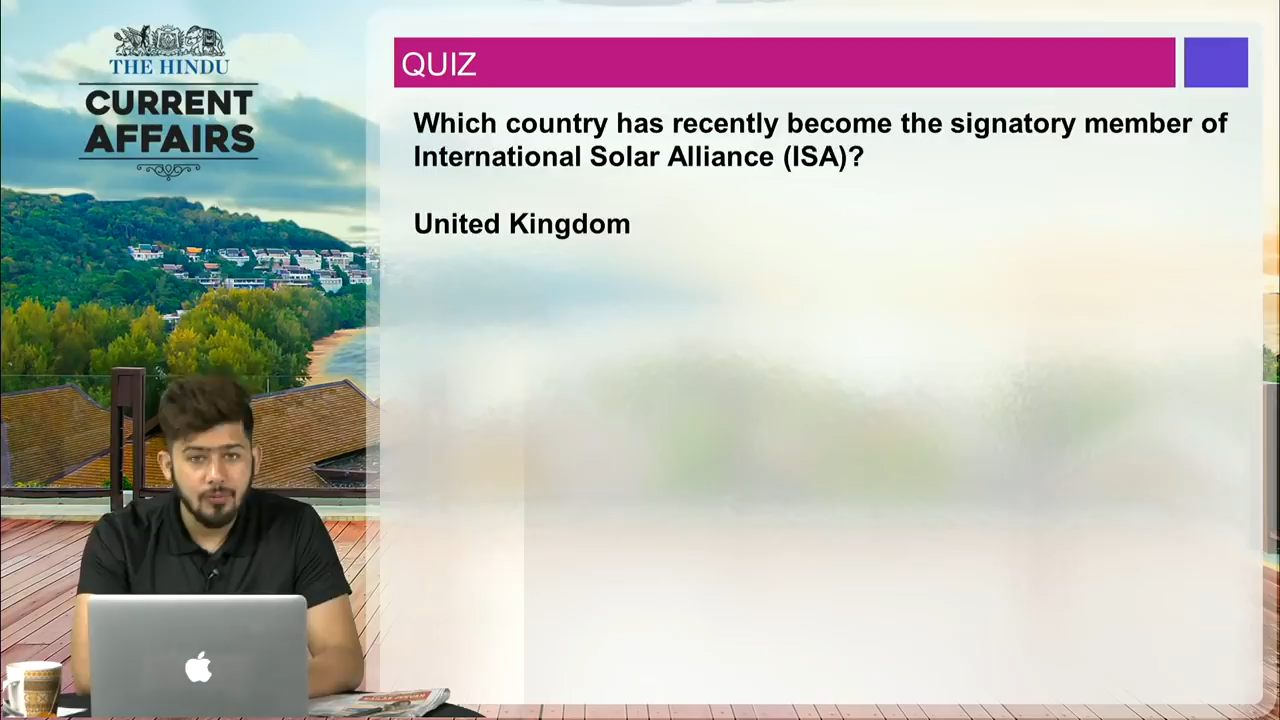 THE HINDU
CURRENT
AFFAIRS
QUIZ
Which country has recently become the signatory member of
International Solar Alliance (ISA)?
United Kingdom